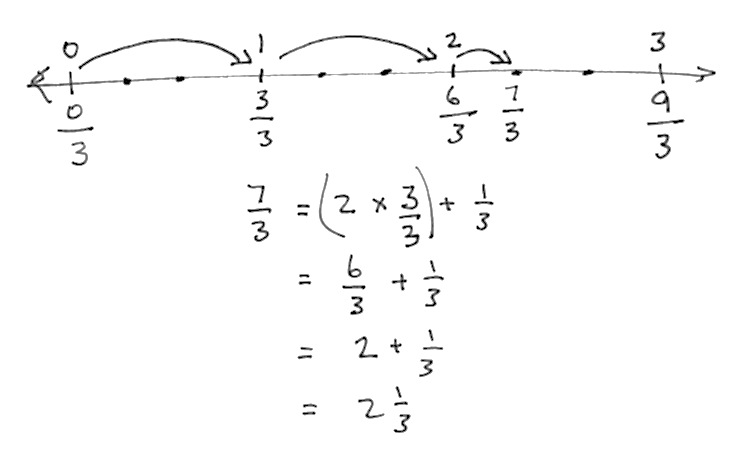 0 1 2 3
0/3 3/3 6/3 7/3 9/3
7/3 = (2 × 3/3) + 1/3
= 6/3 + 1/3
= 2 + 1/3
= 2 1/3